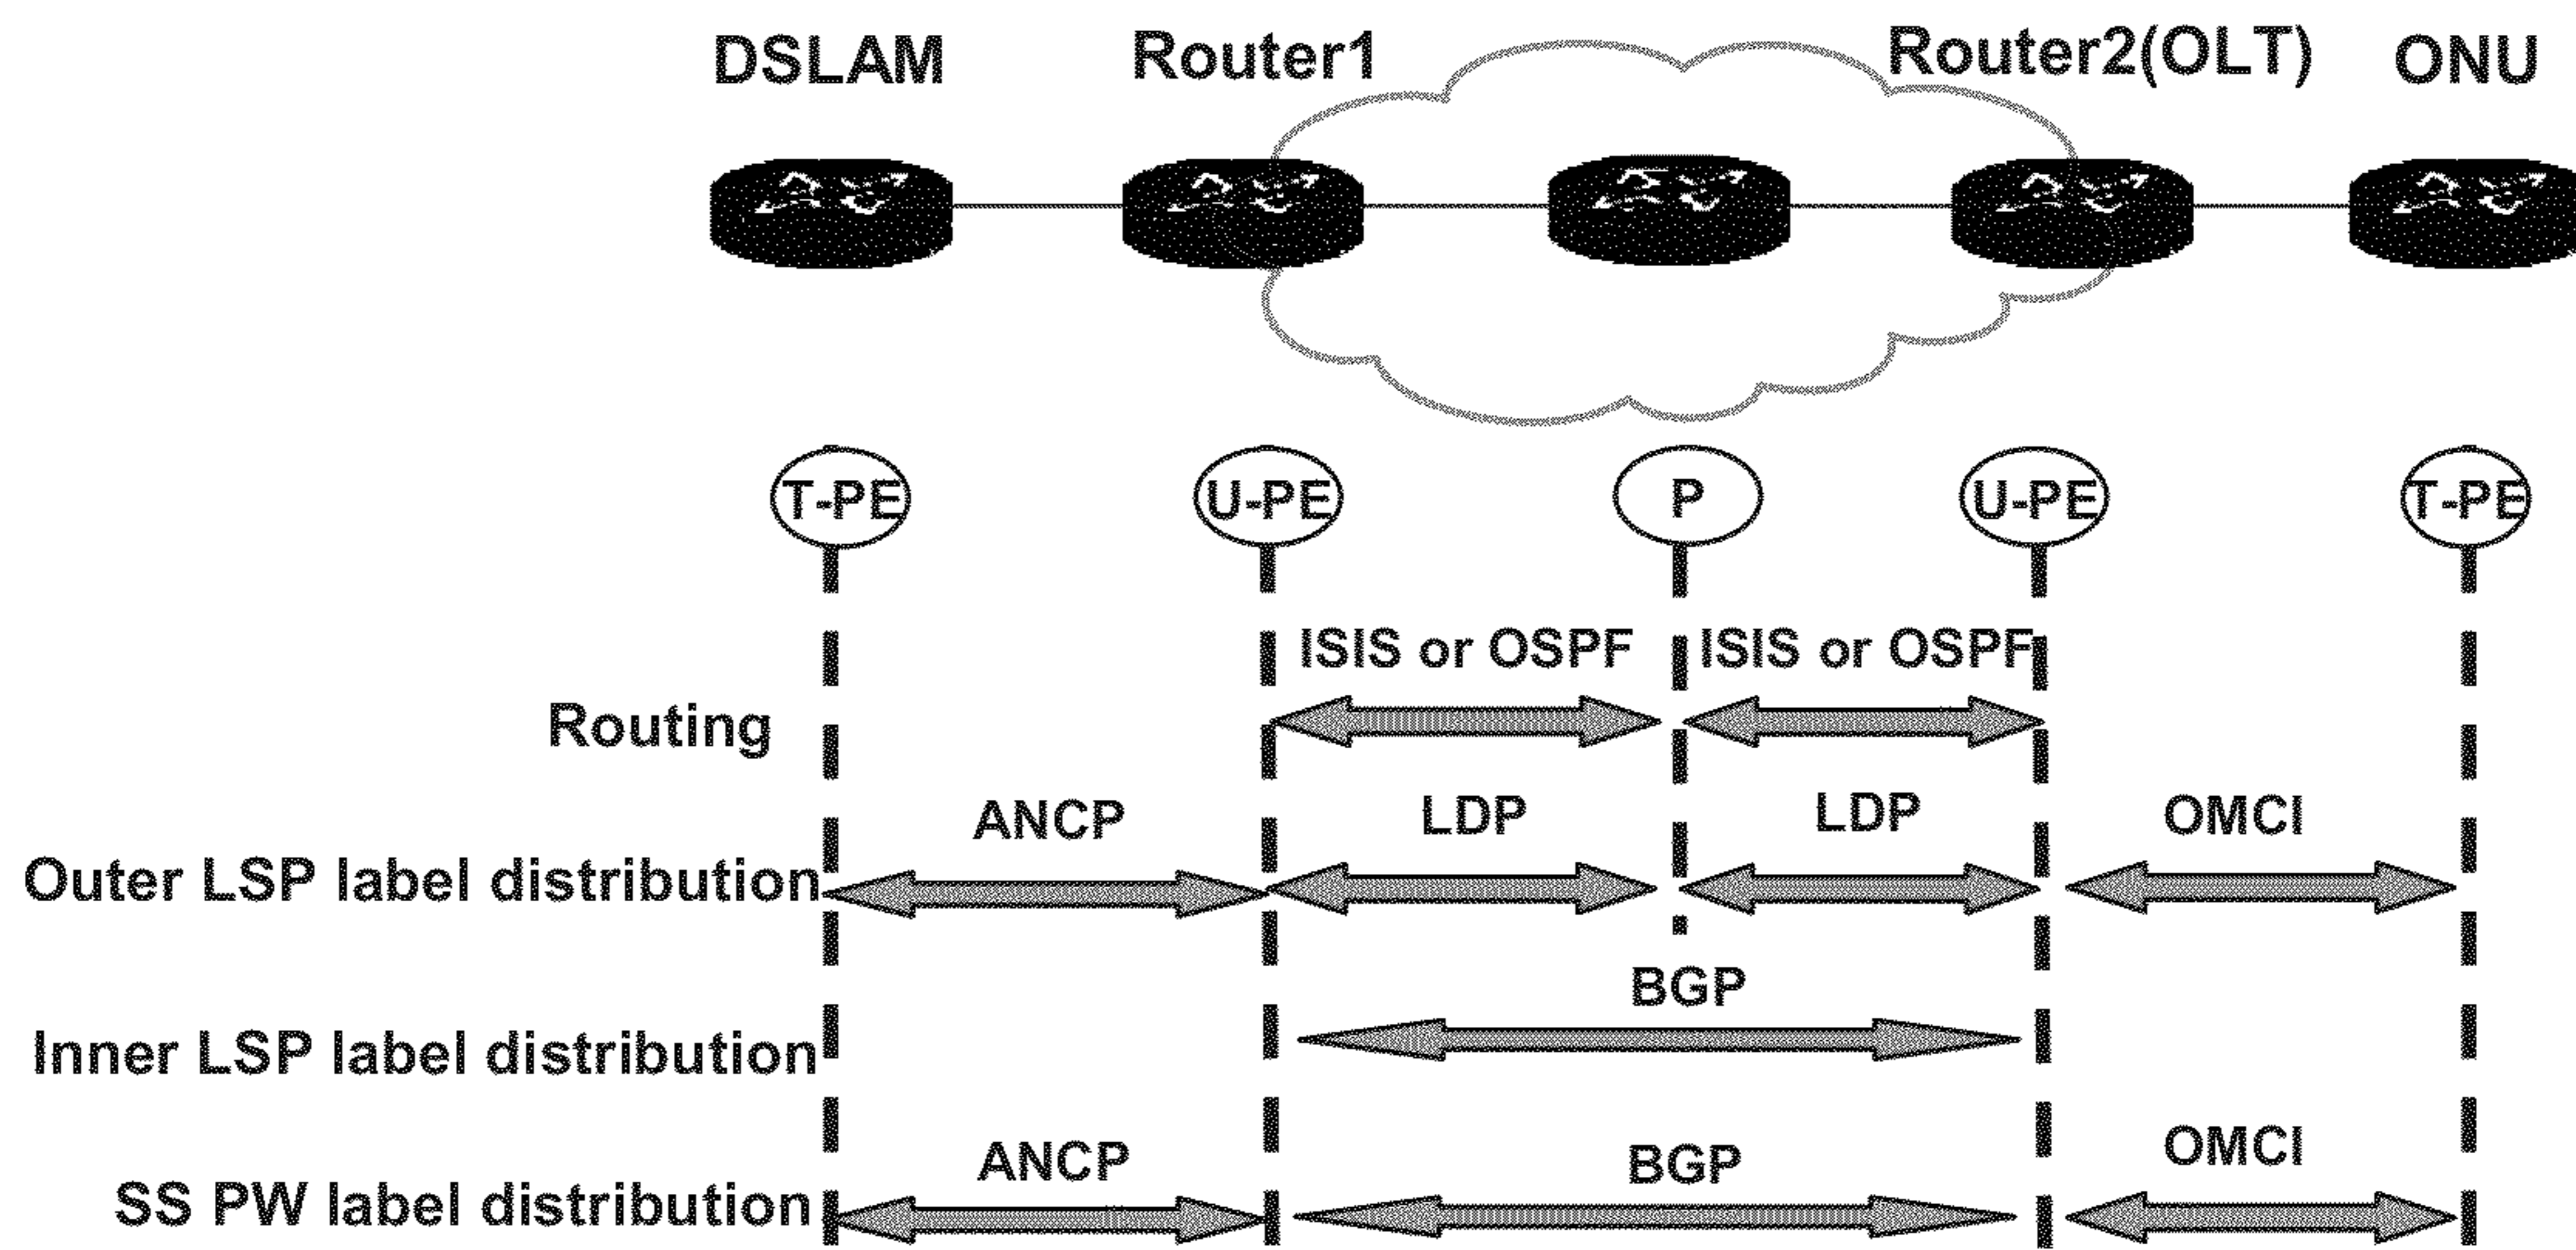 DSLAM
Router1
Router2(OLT)
ONU
T-PE
U-PE
P
U-PE
T-PE
ISIS or OSPF
ISIS or OSPF
Routing
ANCP
LDP
LDP
OMCI
Outer LSP label distribution
BGP
Inner LSP label distribution
ANCP
BGP
OMCI
SS PW label distribution